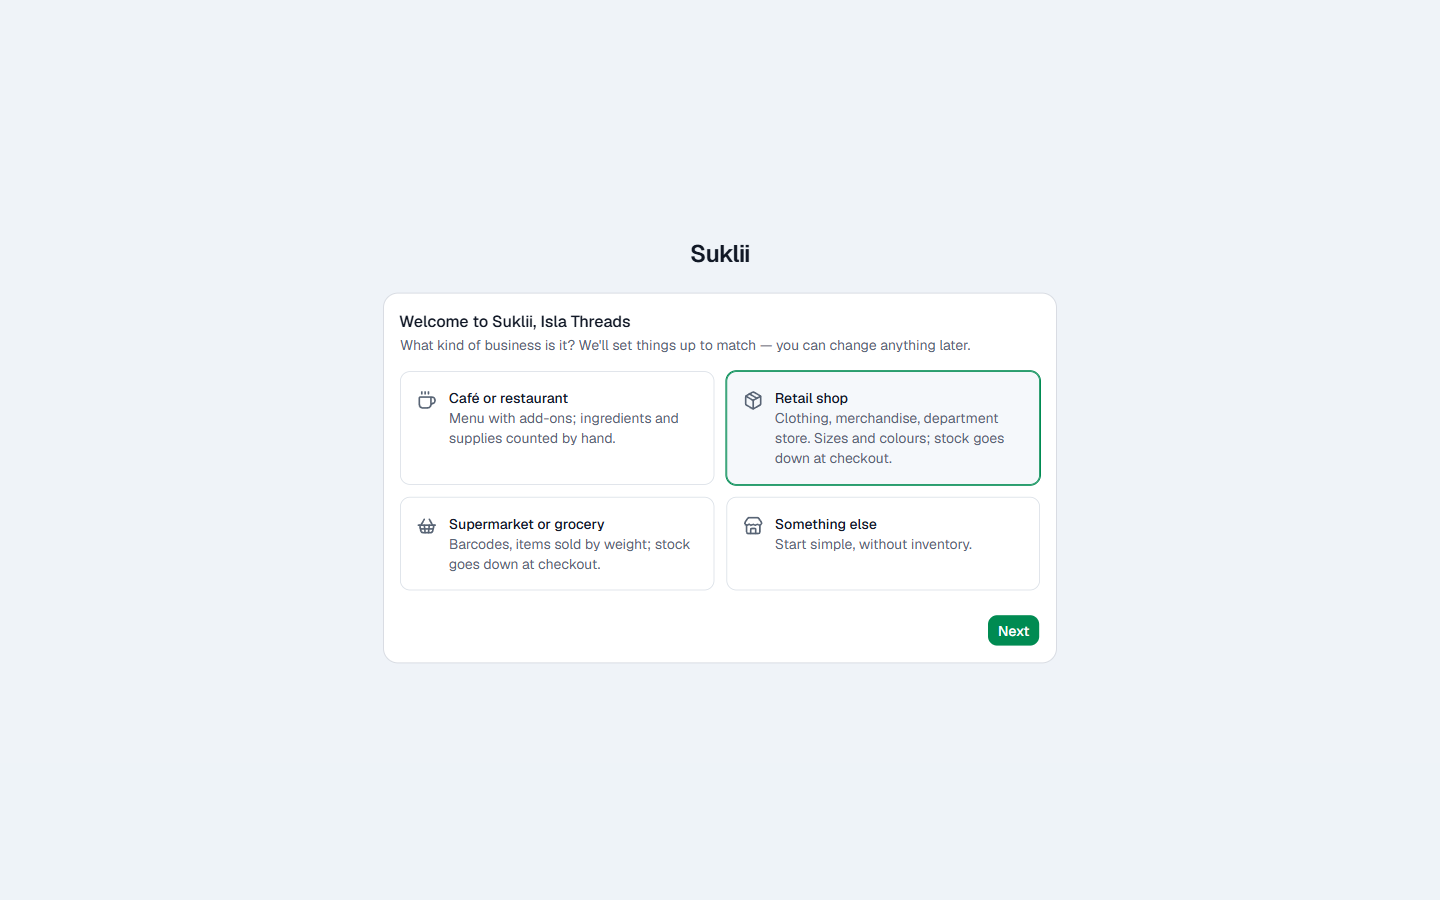 Suklii
Welcome to Suklii, Isla Threads
What kind of business is it? We'll set things up to match — you can change anything later.
Café or restaurant
Menu with add-ons; ingredients and
supplies counted by hand.
Retail shop
Clothing, merchandise, department
store. Sizes and colours; stock goes
down at checkout.
Supermarket or grocery
Barcodes, items sold by weight; stock
goes down at checkout.
Something else
Start simple, without inventory.
Next